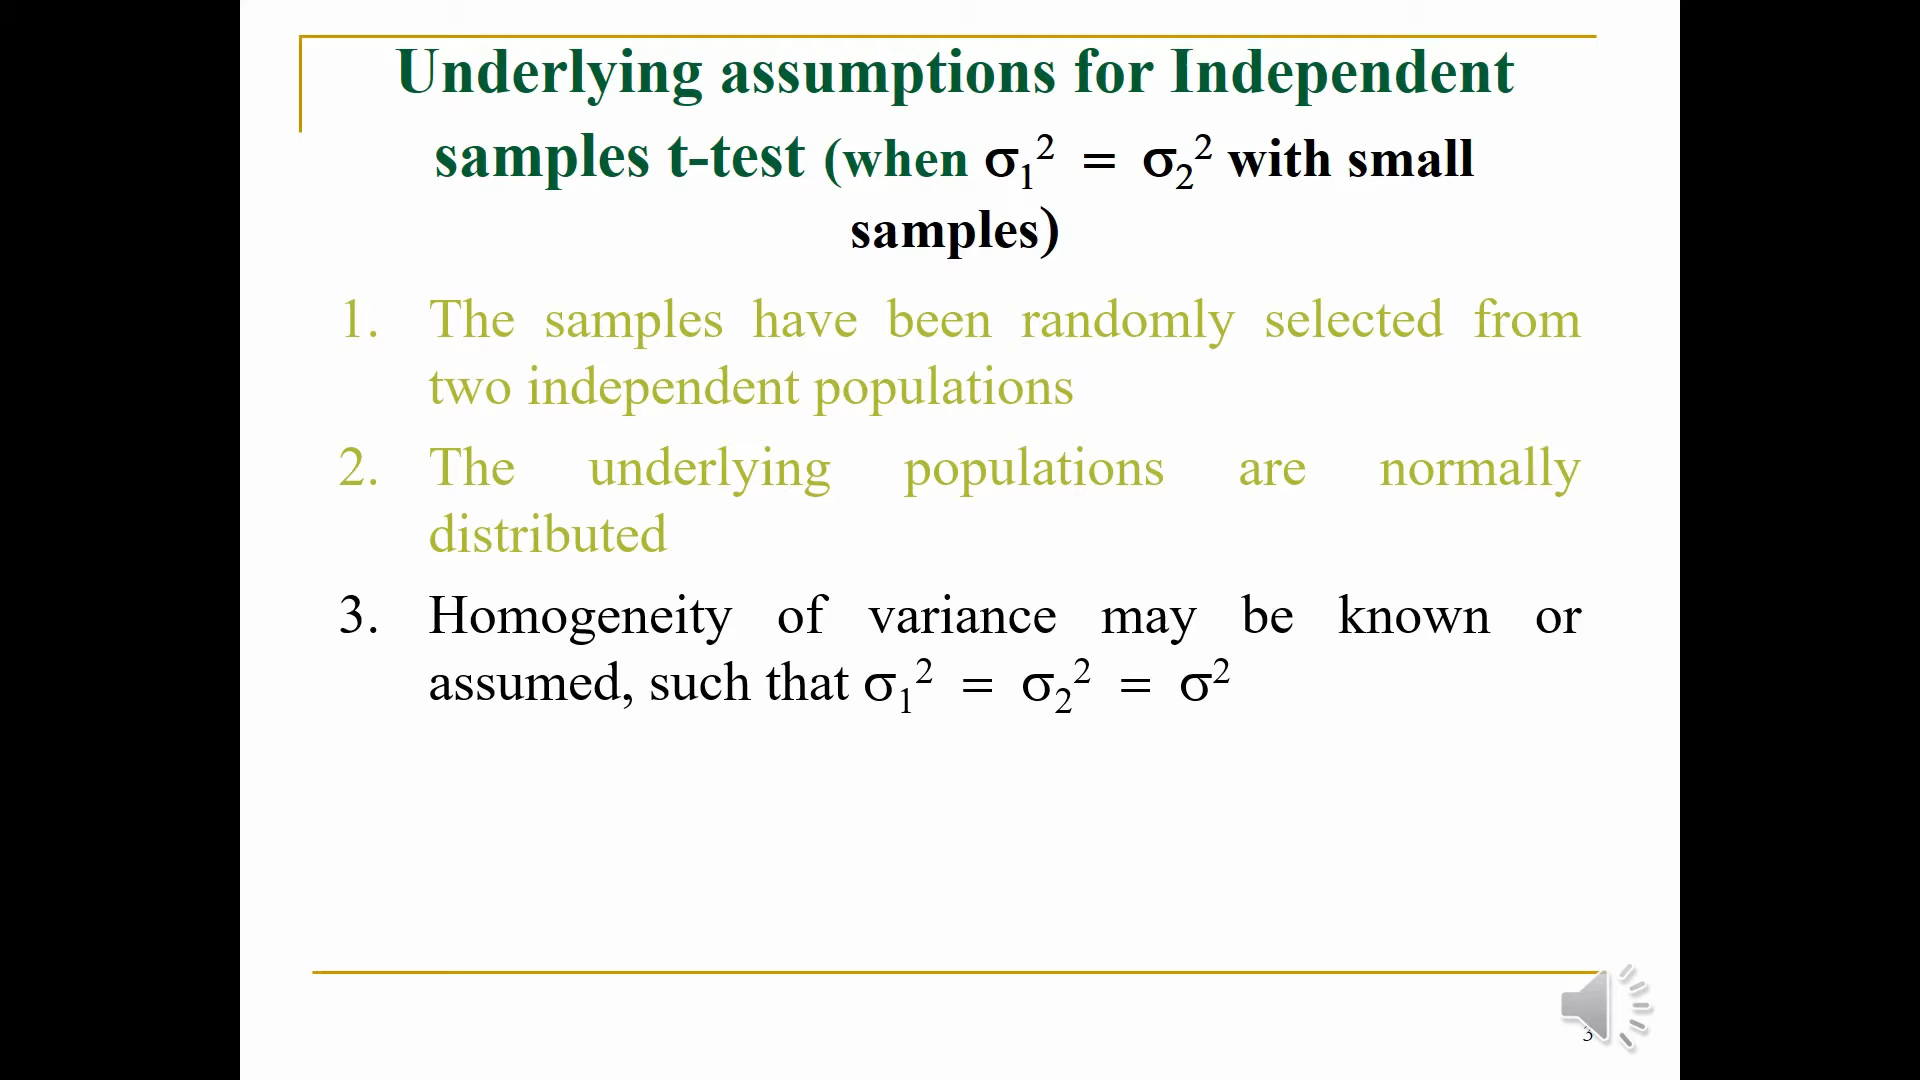 Underlying assumptions for Independent
samples t-test (when σ₁² = σ₂² with small
samples)
1. The samples have been randomly selected from
two independent populations
2. The underlying populations are normally
distributed
3. Homogeneity of variance may be known or
assumed, such that σ₁² = σ₂² = σ²
3